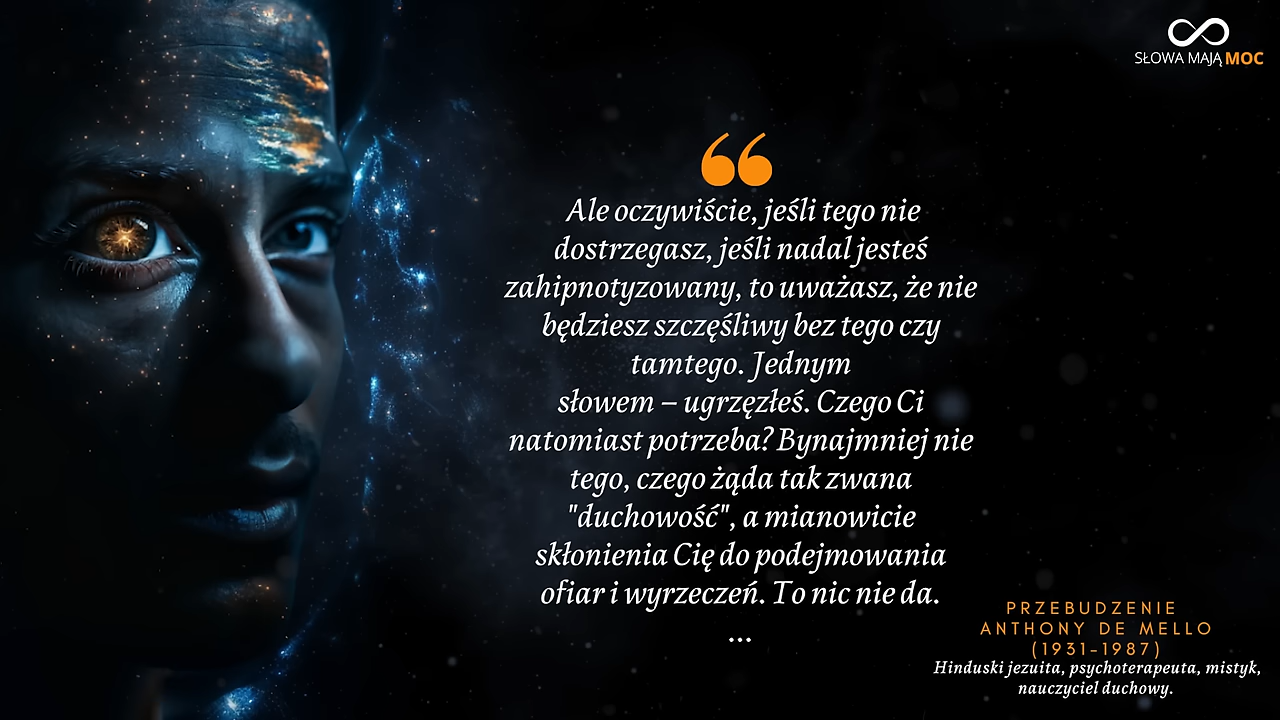 SŁOWA MAJĄ MOC
Ale oczywiście, jeśli tego nie
dostrzegasz, jeśli nadal jesteś
zahipnotyzowany, to uważasz, że nie
będziesz szczęśliwy bez tego czy
tamtego. Jednym
słowem – ugrzęzłeś. Czego Ci
natomiast potrzeba? Bynajmniej nie
tego, czego żąda tak zwana
"duchowość", a mianowicie
skłonienia Cię do podejmowania
ofiar i wyrzeczeń. To nic nie da.
...
PRZEBUDZENIE
ANTHONY DE MELLO
(1931–1987)
Hinduski jezuita, psychoterapeuta, mistyk,
nauczyciel duchowy.